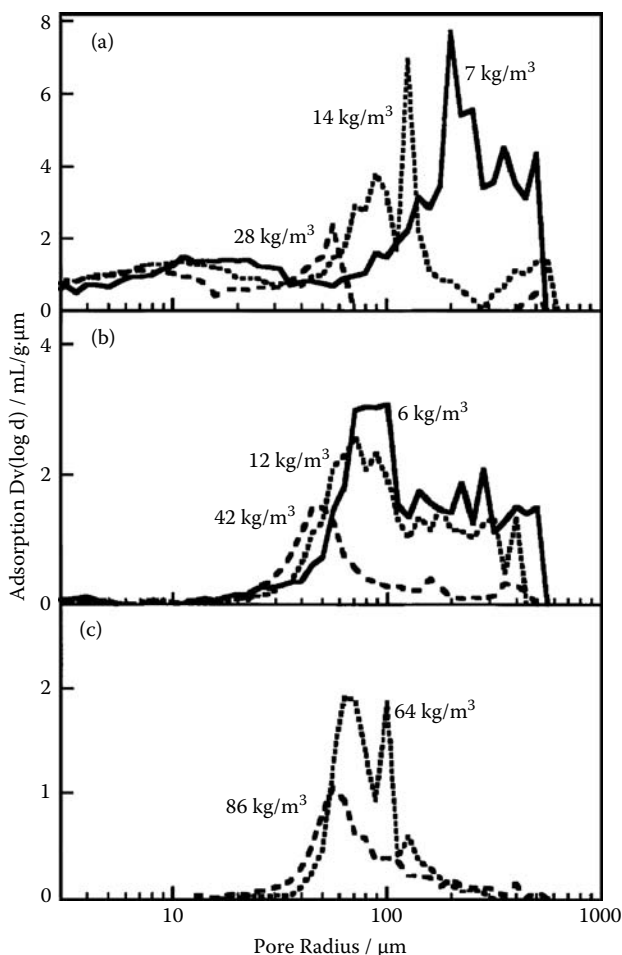 Adsorption Dv(log d) / mL/g·µm
8
(a)
7 kg/m³
6
14 kg/m³
4
28 kg/m³
2
0
(b)
4
6 kg/m³
12 kg/m³
2
42 kg/m³
0
(c)
2
64 kg/m³
1
86 kg/m³
0
10 100 1000
Pore Radius / µm